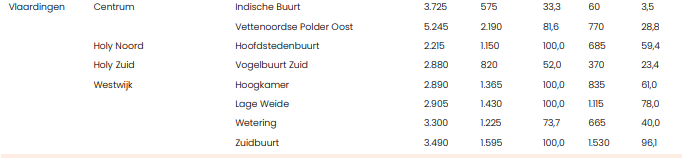 Vlaardingen Centrum Indische Buurt 3.725 575 33,3 60 3,5
Vettenoordse Polder Oost 5.245 2.190 81,6 770 28,8
Holy Noord Hoofdstedenbuurt 2.215 1.150 100,0 685 59,4
Holy Zuid Vogelbuurt Zuid 2.880 820 52,0 370 23,4
Westwijk Hoogkamer 2.890 1.365 100,0 835 61,0
Lage Weide 2.905 1.430 100,0 1.115 78,0
Wetering 3.300 1.225 73,7 665 40,0
Zuidbuurt 3.490 1.595 100,0 1.530 96,1